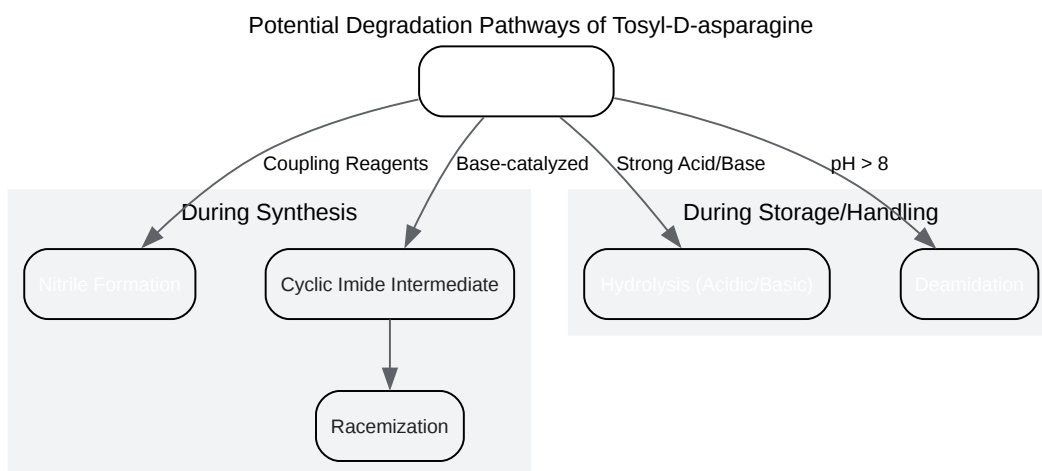 Potential Degradation Pathways of Tosyl-D-asparagine
Coupling Reagents
Base-catalyzed
Strong Acid/Base
pH > 8
During Synthesis
During Storage/Handling
Nitrile Formation
Cyclic Imide Intermediate
Hydrolysis (Acidic/Basic)
Deamidation
Racemization